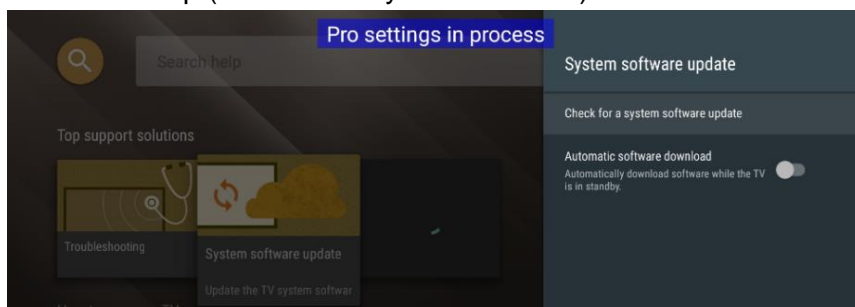 Pro settings in process
Search help
Top support solutions
Troubleshooting
System software update
Update the TV system softwar
System software update
Check for a system software update
Automatic software download
Automatically download software while the TV
is in standby.